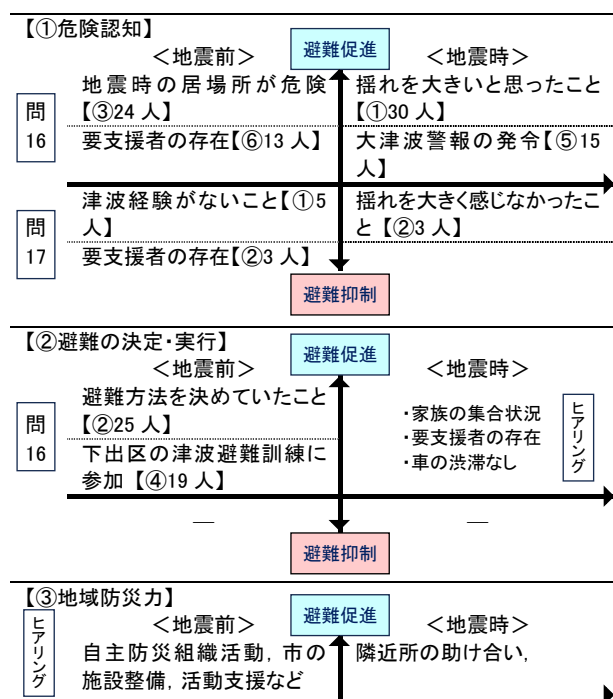 【①危険認知】
＜地震前＞
避難促進
＜地震時＞
問
16
地震時の居場所が危険
【③24 人】
揺れを大きいと思ったこと
【①30 人】
要支援者の存在【⑥13 人】
大津波警報の発令【⑤15
人】
問
17
津波経験がないこと【①5
人】
揺れを大きく感じなかったこ
と【②3 人】
要支援者の存在【②3 人】
避難抑制
【②避難の決定・実行】
＜地震前＞
避難促進
＜地震時＞
問
16
避難方法を決めていたこと
【②25 人】
下出区の津波避難訓練に
参加【④19 人】
・家族の集合状況
・要支援者の存在
・車の渋滞なし
ヒアリング
―
―
避難抑制
【③地域防災力】
＜地震前＞
避難促進
＜地震時＞
ヒアリング
自主防災組織活動，市の
施設整備，活動支援など
隣近所の助け合い，